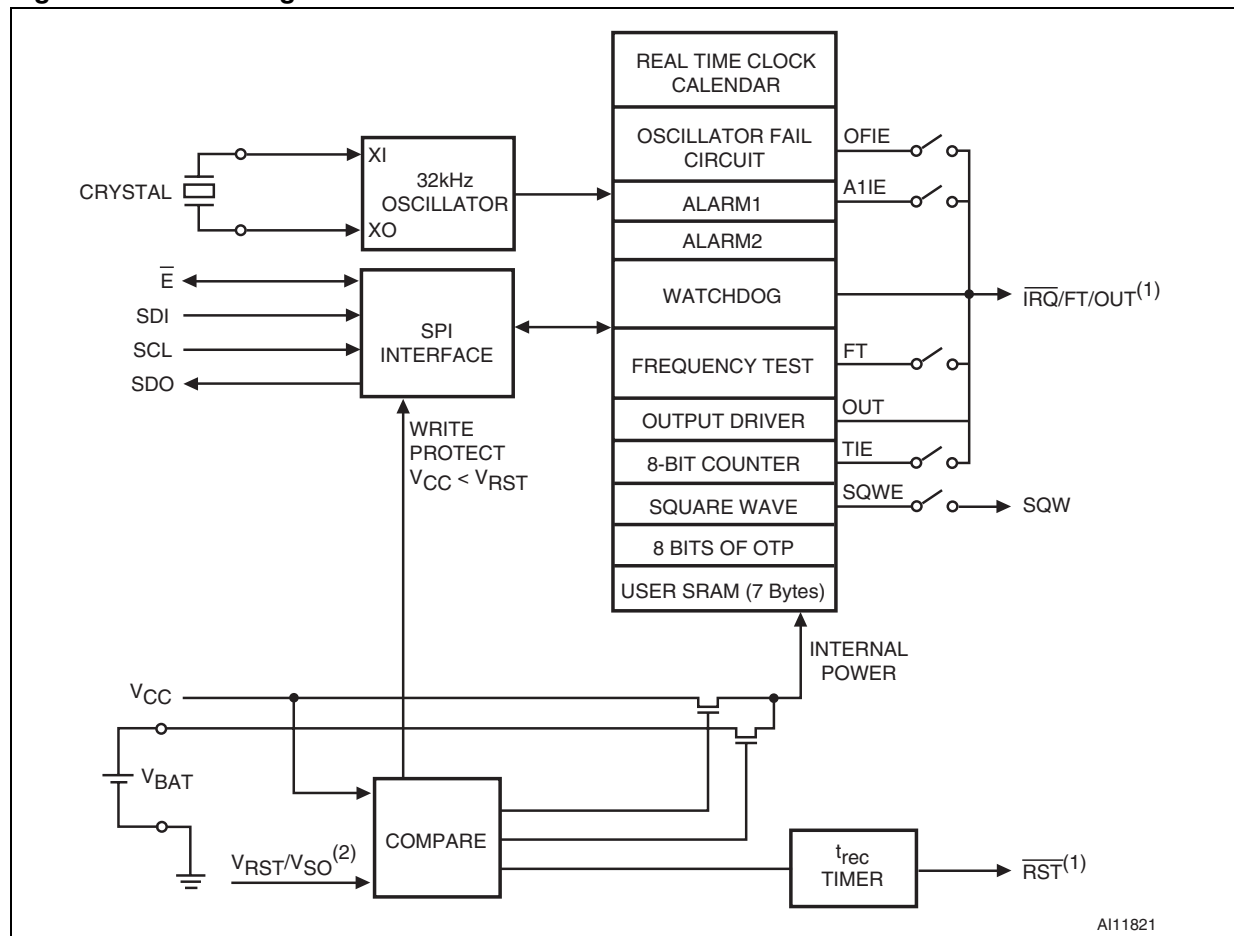 REAL TIME CLOCK
CALENDAR
OSCILLATOR FAIL
CIRCUIT
OFIE
XI
32kHz
OSCILLATOR
CRYSTAL
XO
ALARM1
A1IE
ALARM2
E̅
SDI
SCL
SDO
SPI
INTERFACE
WATCHDOG
I̅R̅Q̅/FT/OUT(1)
FREQUENCY TEST
FT
OUTPUT DRIVER
OUT
8-BIT COUNTER
TIE
SQUARE WAVE
SQWE
SQW
8 BITS OF OTP
USER SRAM (7 Bytes)
WRITE
PROTECT
VCC < VRST
INTERNAL
POWER
VCC
VBAT
COMPARE
VRST/VSO(2)
trec
TIMER
R̅S̅T̅(1)
AI11821